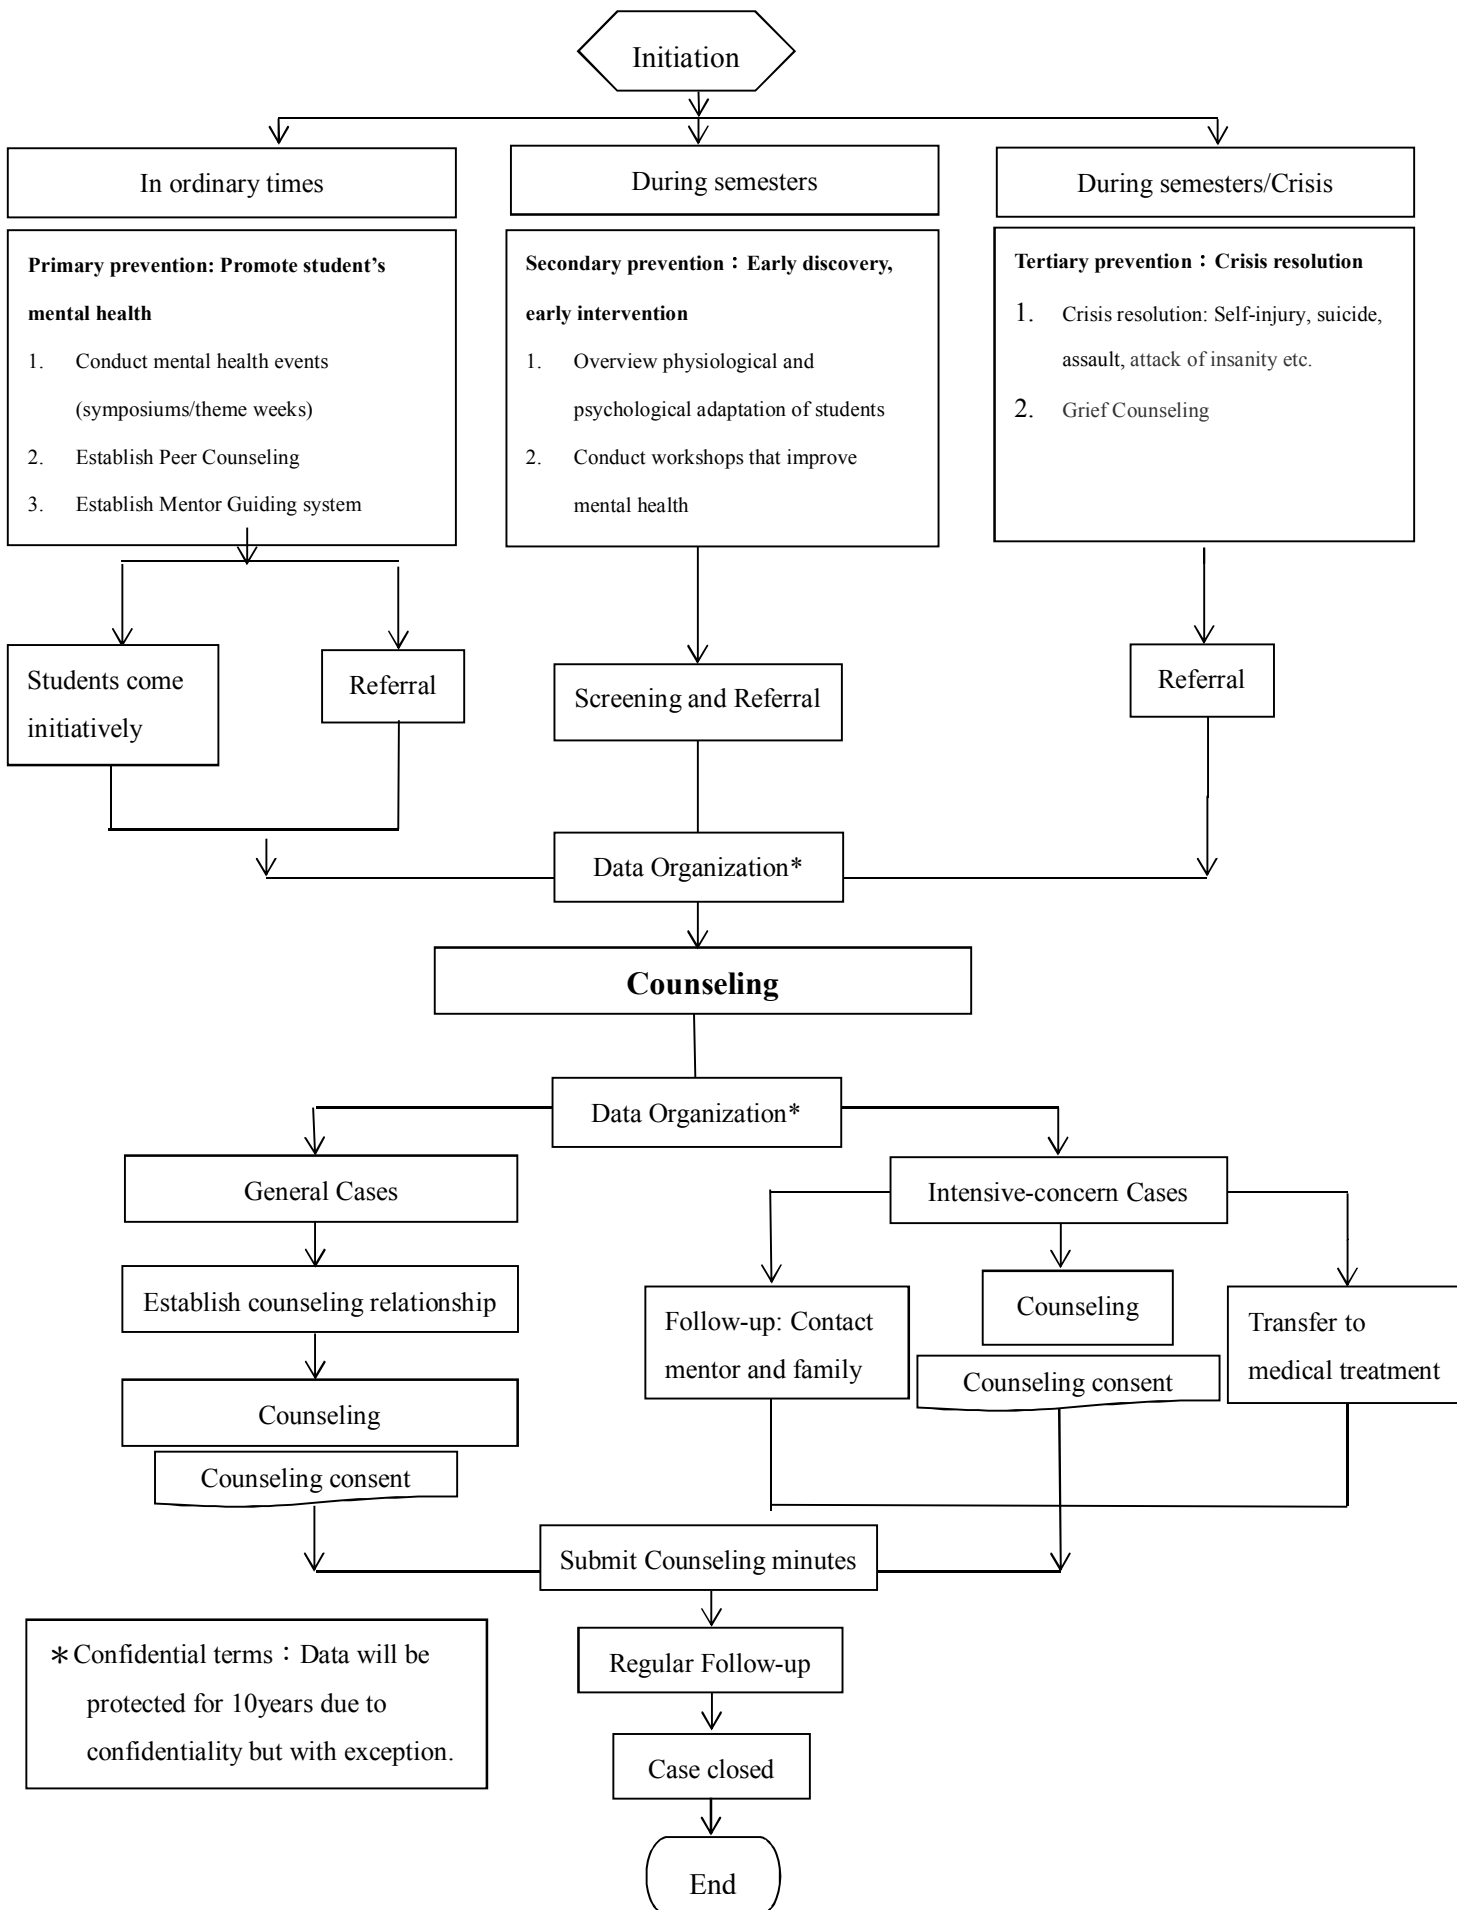 Initiation
In ordinary times
During semesters
During semesters/Crisis
Primary prevention: Promote student's
mental health
1. Conduct mental health events
(symposiums/theme weeks)
2. Establish Peer Counseling
3. Establish Mentor Guiding system
Secondary prevention：Early discovery,
early intervention
1. Overview physiological and
psychological adaptation of students
2. Conduct workshops that improve
mental health
Tertiary prevention：Crisis resolution
1. Crisis resolution: Self-injury, suicide,
assault, attack of insanity etc.
2. Grief Counseling
Students come
initiatively
Referral
Screening and Referral
Referral
Data Organization*
Counseling
Data Organization*
General Cases
Intensive-concern Cases
Establish counseling relationship
Counseling
Counseling consent
Follow-up: Contact
mentor and family
Counseling
Counseling consent
Transfer to
medical treatment
Submit Counseling minutes
＊Confidential terms：Data will be
protected for 10years due to
confidentiality but with exception.
Regular Follow-up
Case closed
End